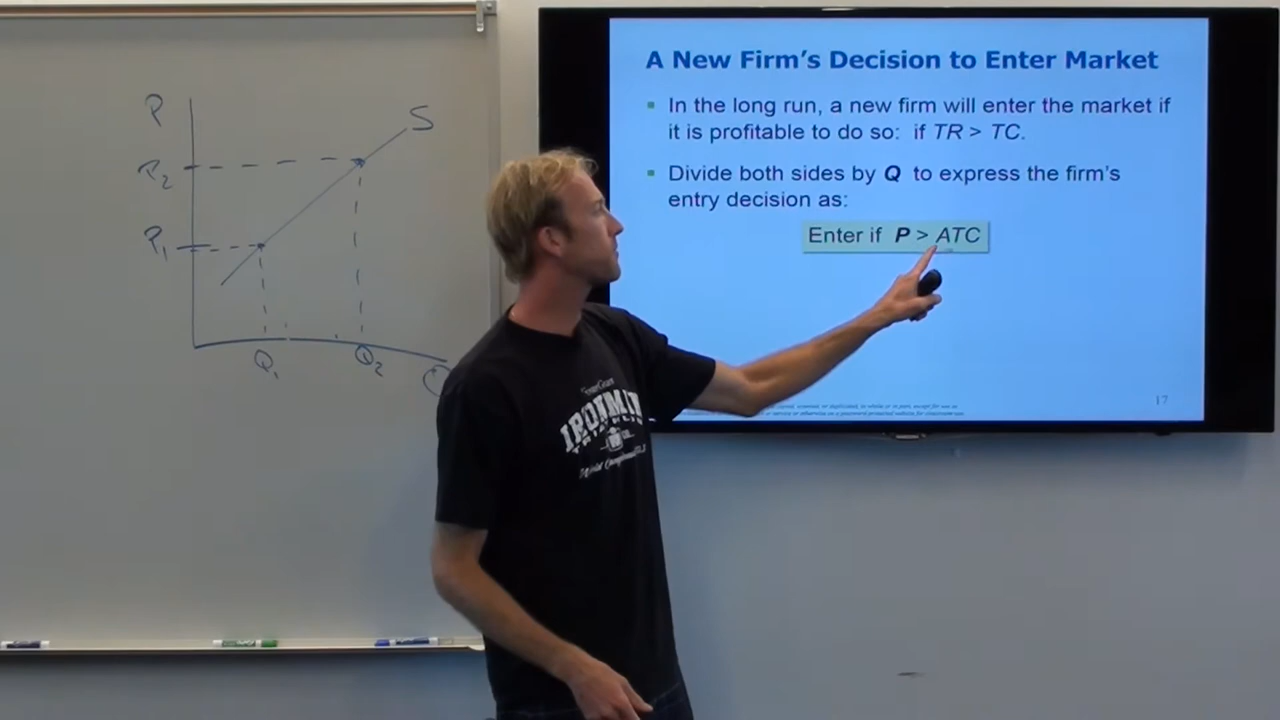 P
S
P2
P1
Q1
Q2
A New Firm's Decision to Enter Market
In the long run, a new firm will enter the market if
it is profitable to do so: if TR > TC.
Divide both sides by Q to express the firm's
entry decision as:
Enter if P > ATC
17
IRONMAN